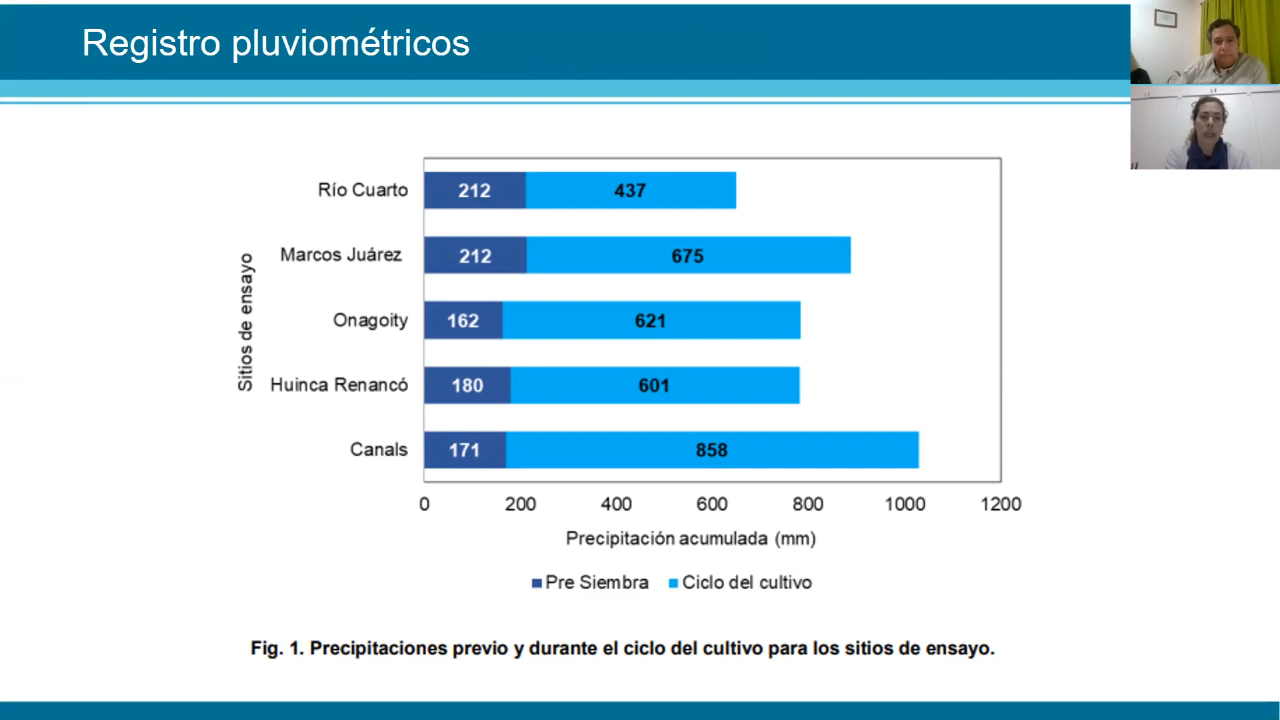 Registro pluviométricos
Sitios de ensayo
Río Cuarto 212 437
Marcos Juárez 212 675
Onagoity 162 621
Huinca Renancó 180 601
Canals 171 858
0 200 400 600 800 1000 1200
Precipitación acumulada (mm)
Pre Siembra Ciclo del cultivo
Fig. 1. Precipitaciones previo y durante el ciclo del cultivo para los sitios de ensayo.